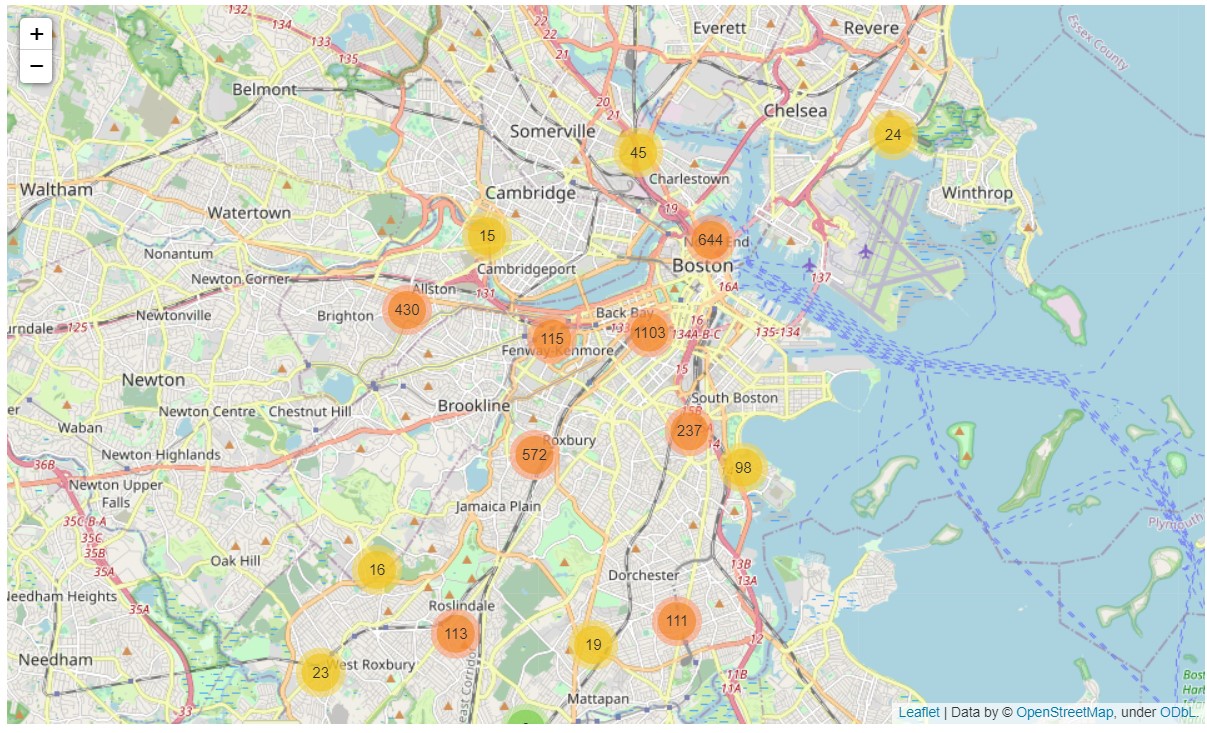 +
−
132
134
133
135
22
22
21
Everett
Revere
Essex County
Belmont
20
21
Chelsea
Somerville
45
24
Charlestown
Waltham
Cambridge
Winthrop
19
Watertown
15
644
End
Nonantum
Boston
Cambridgeport
Newton Corner
137
Allston
131
16A
430
Brighton
Back Bay
Newtonville
urndale
125
16
115
133
1103
134A-B-C
135-134
Fenway-Kenmore
15
Newton
South Boston
Brookline
er
Newton Centre
Chestnut Hill
15B
Waban
237
14
Roxbury
Newton Highlands
572
98
36B
Newton Upper
Falls
Jamaica Plain
35C-B-A
35C
35B
35A
Plymouth
Oak Hill
16
13B
13A
Dorchester
Needham Heights
35A
Roslindale
111
113
12
19
Needham
23
West Roxbury
11B
11A
east Corridor
Mattapan
33
Bost
Har
Leaflet | Data by © OpenStreetMap, under ODbL.